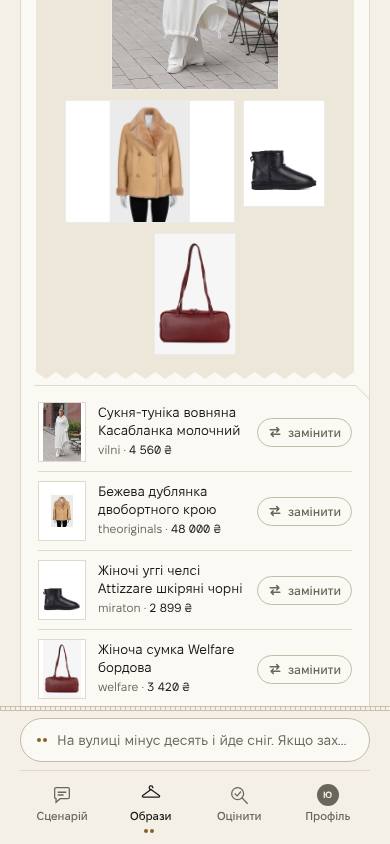 Сукня-туніка вовняна
Касабланка молочний
vilni · 4 560 ₴
замінити
Бежева дублянка
двобортного крою
theoriginals · 48 000 ₴
замінити
Жіночі уггі челсі
Attizzare шкіряні чорні
miraton · 2 899 ₴
замінити
Жіноча сумка Welfare
бордова
welfare · 3 420 ₴
замінити
На вулиці мінус десять і йде сніг. Якщо зах...
Сценарій
Образи
Оцінити
Ю
Профіль